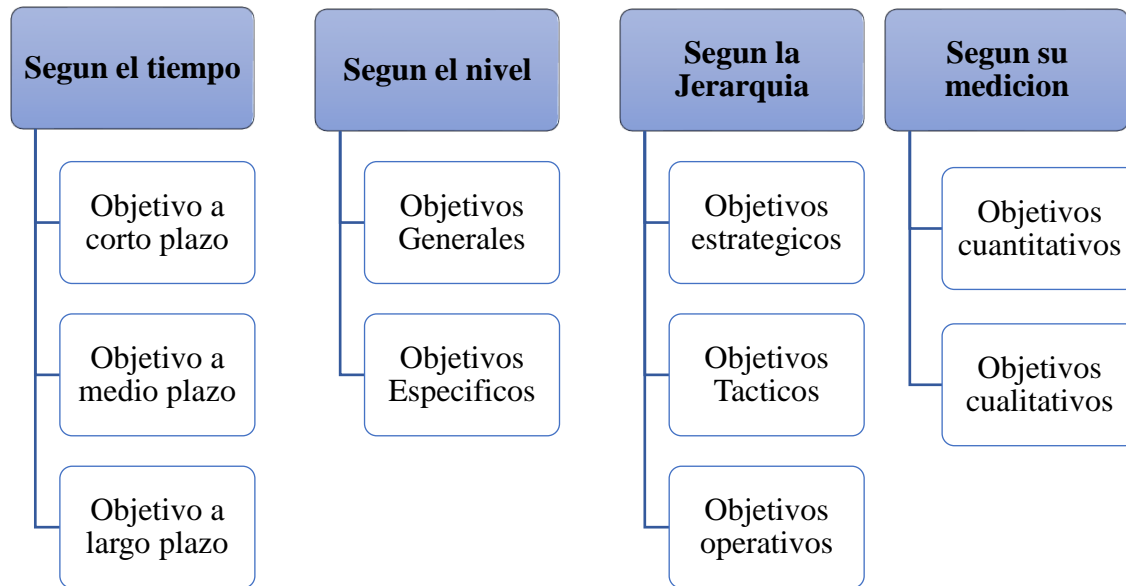 Segun el tiempo
Objetivo a
corto plazo
Objetivo a
medio plazo
Objetivo a
largo plazo
Segun el nivel
Objetivos
Generales
Objetivos
Especificos
Segun la
Jerarquia
Objetivos
estrategicos
Objetivos
Tacticos
Objetivos
operativos
Segun su
medicion
Objetivos
cuantitativos
Objetivos
cualitativos